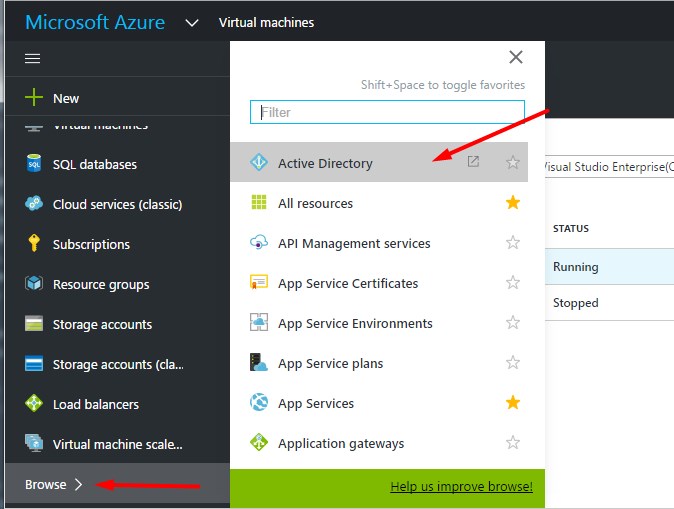 Microsoft Azure Virtual machines
New
Virtual machines
SQL databases
Cloud services (classic)
Subscriptions
Resource groups
Storage accounts
Storage accounts (cla...
Load balancers
Virtual machine scale...
Browse
Shift+Space to toggle favorites
Filter
Active Directory
All resources
API Management services
App Service Certificates
App Service Environments
App Service plans
App Services
Application gateways
Help us improve browse!
Visual Studio Enterprise(
STATUS
Running
Stopped